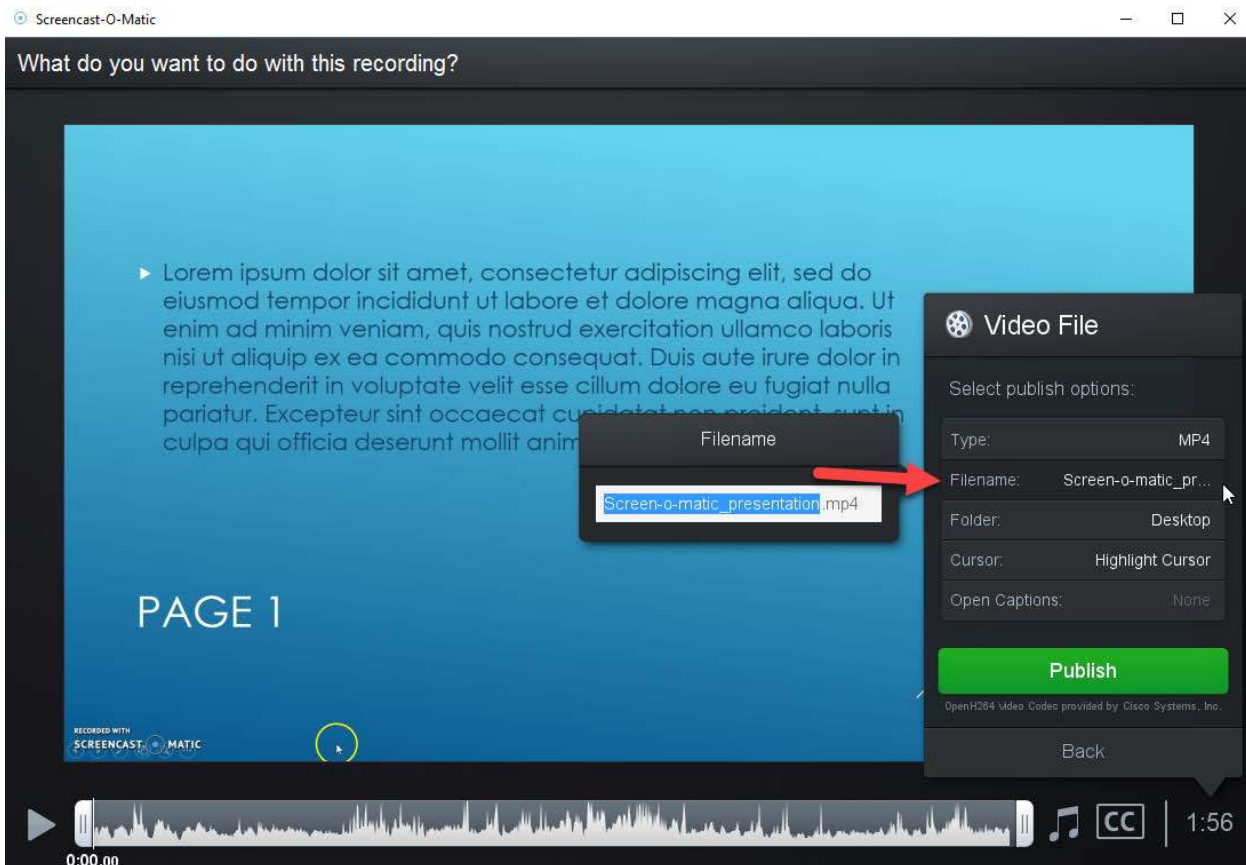 Screencast-O-Matic
What do you want to do with this recording?
Lorem ipsum dolor sit amet, consectetur adipiscing elit, sed do
eiusmod tempor incididunt ut labore et dolore magna aliqua. Ut
enim ad minim veniam, quis nostrud exercitation ullamco laboris
nisi ut aliquip ex ea commodo consequat. Duis aute irure dolor in
reprehenderit in voluptate velit esse cillum dolore eu fugiat nulla
pariatur. Excepteur sint occaecat cupidatat non proident, sunt in
culpa qui officia deserunt mollit anim
PAGE 1
RECORDED WITH
SCREENCAST-O-MATIC
Filename
Screen-o-matic_presentation.mp4
Video File
Select publish options:
Type: MP4
Filename: Screen-o-matic_pr...
Folder: Desktop
Cursor: Highlight Cursor
Open Captions: None
Publish
OpenH264 Video Codec provided by Cisco Systems, Inc.
Back
CC 1:56
0:00.00